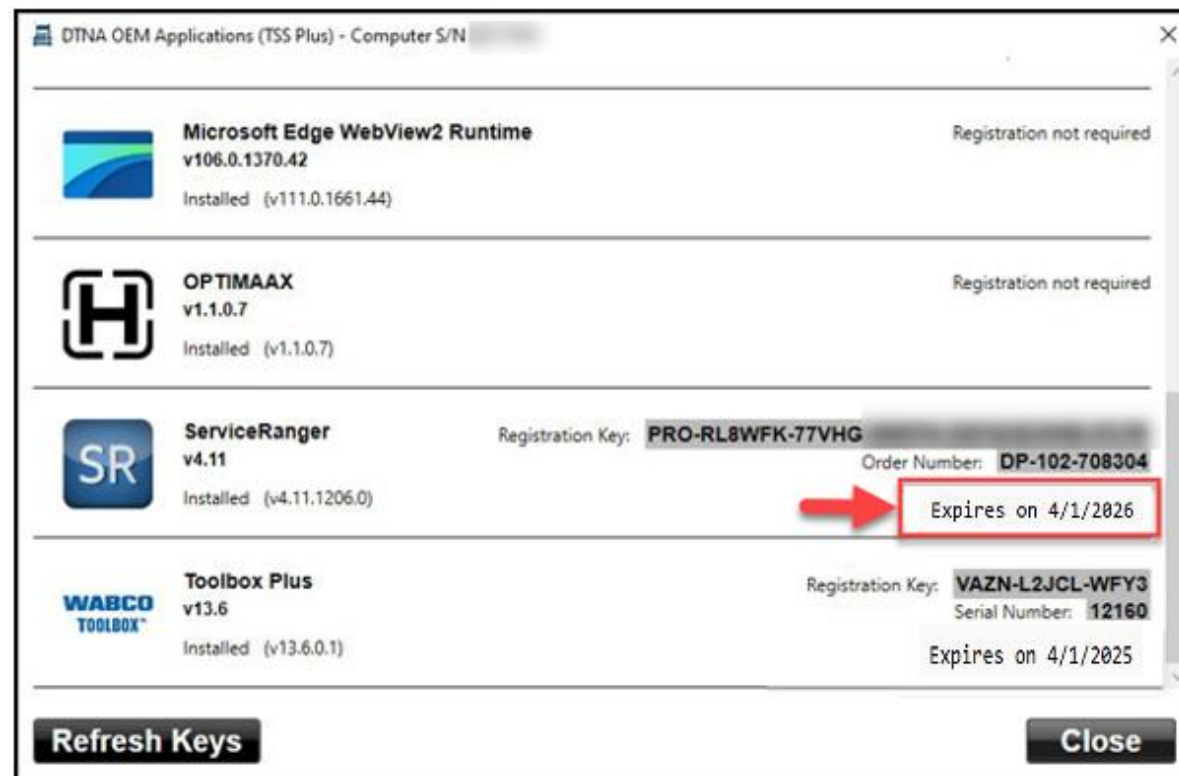 DTNA OEM Applications (TSS Plus) - Computer S/N
Microsoft Edge WebView2 Runtime
Registration not required
v106.0.1370.42
Installed (v111.0.1661.44)
OPTIMAAX
Registration not required
v1.1.0.7
Installed (v1.1.0.7)
SR
ServiceRanger
Registration Key: PRO-RL8WFK-77VHG
v4.11
Order Number: DP-102-708304
Installed (v4.11.1206.0)
Expires on 4/1/2026
WABCO
TOOLBOX™
Toolbox Plus
Registration Key: VAZN-L2JCL-WFY3
v13.6
Serial Number: 12160
Installed (v13.6.0.1)
Expires on 4/1/2025
Refresh Keys
Close